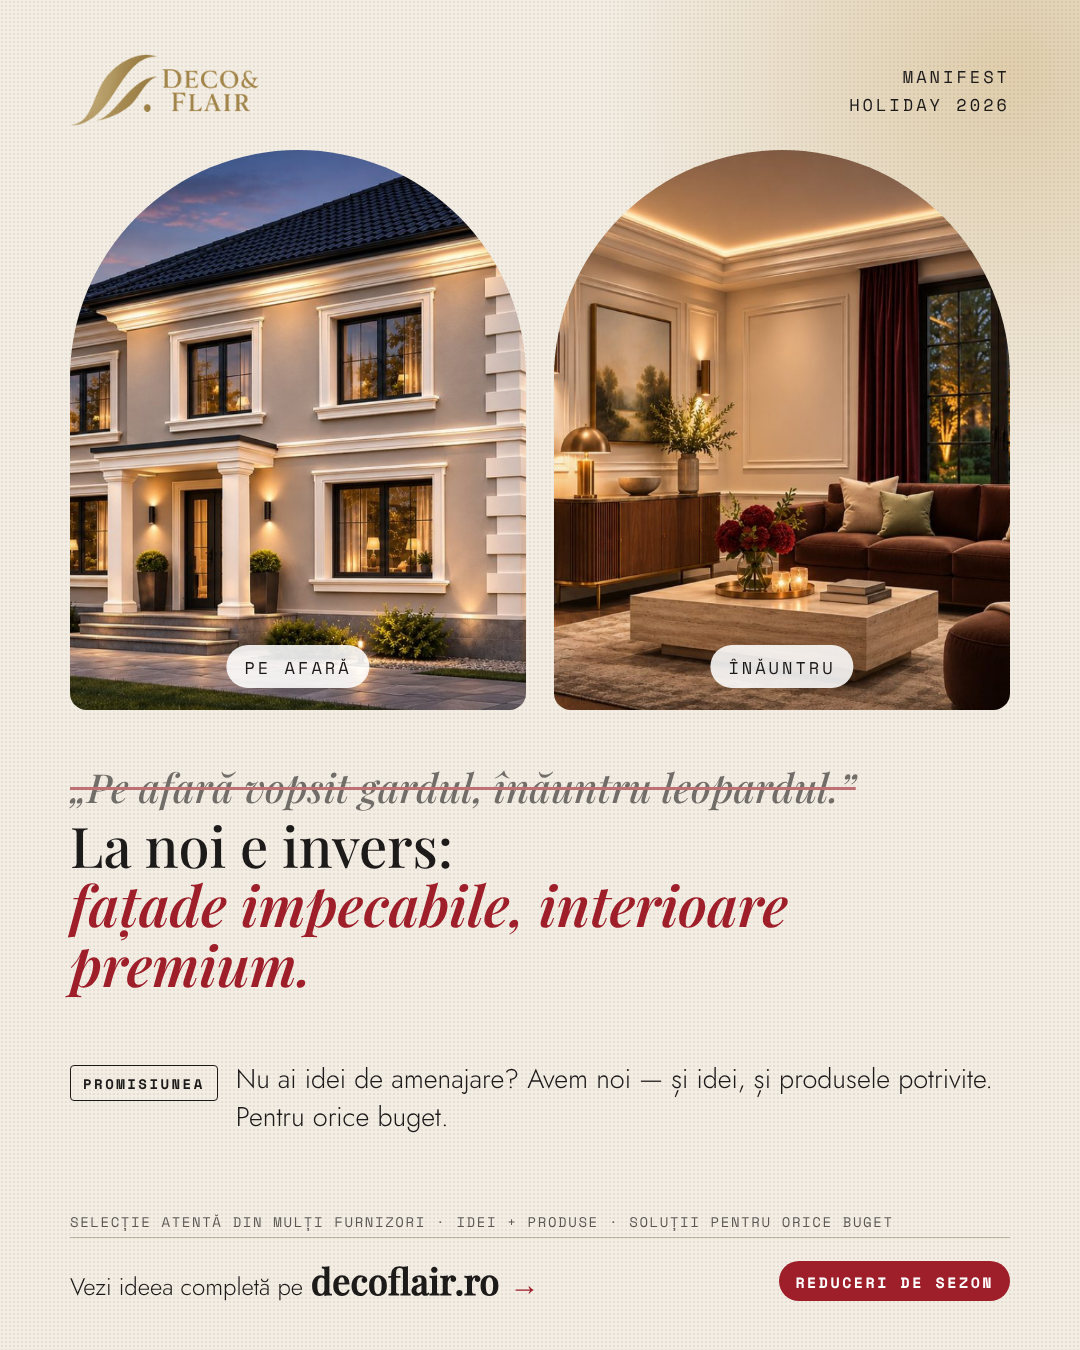 DECO&
FLAIR
MANIFEST
HOLIDAY 2026
PE AFARĂ
ÎNĂUNTRU
„Pe afară vopsit gardul, înăuntru leopardul.”
La noi e invers:
fațade impecabile, interioare
premium.
PROMISIUNEA
Nu ai idei de amenajare? Avem noi — și idei, și produsele potrivite.
Pentru orice buget.
SELECȚIE ATENTĂ DIN MULȚI FURNIZORI · IDEI + PRODUSE · SOLUȚII PENTRU ORICE BUGET
Vezi ideea completă pe decoflair.ro →
REDUCERI DE SEZON